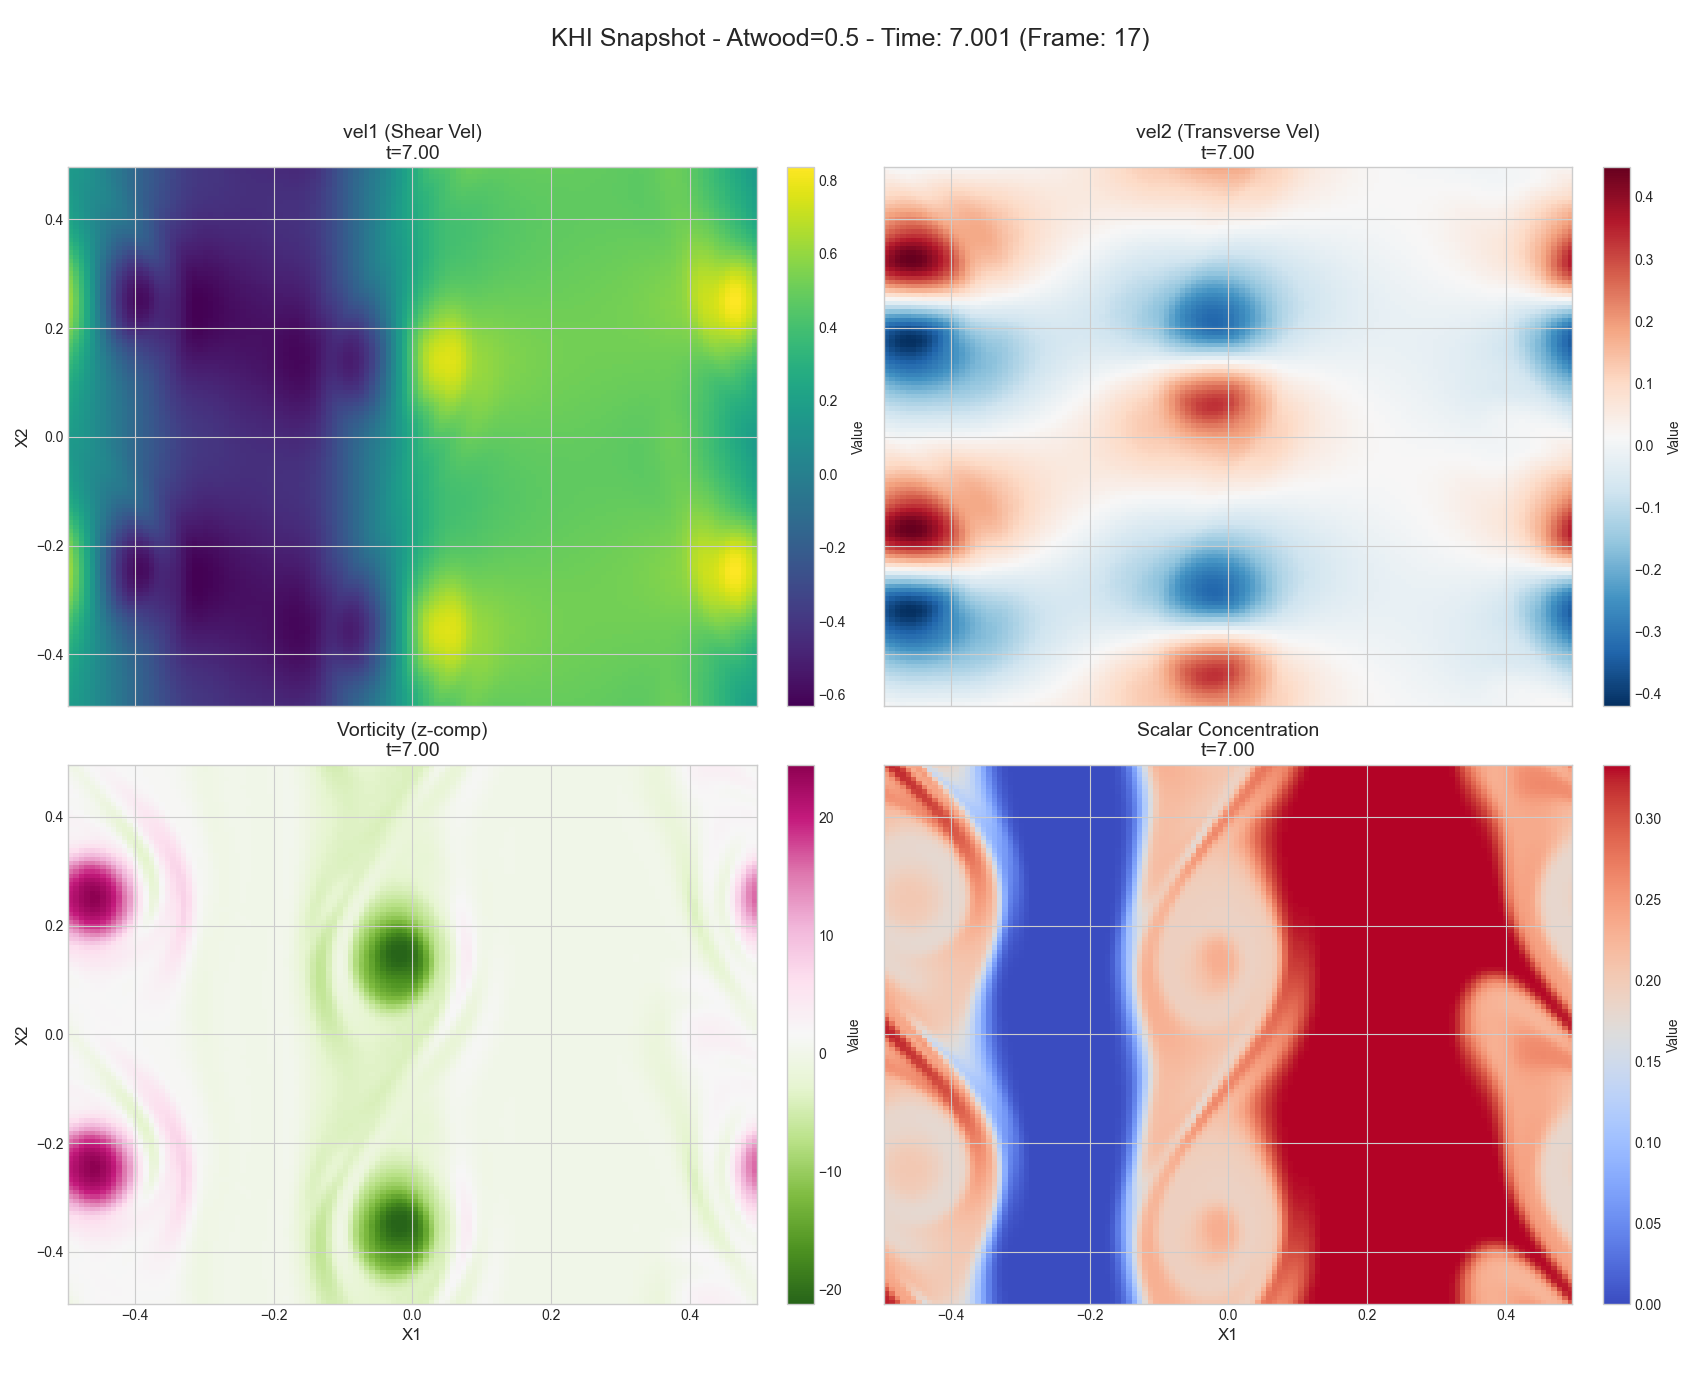 KHI Snapshot - Atwood=0.5 - Time: 7.001 (Frame: 17)
vel1 (Shear Vel)
t=7.00
X2
0.4
0.2
0.0
−0.2
−0.4
0.8
0.6
0.4
0.2
0.0
−0.2
−0.4
−0.6
Value
vel2 (Transverse Vel)
t=7.00
0.4
0.3
0.2
0.1
0.0
−0.1
−0.2
−0.3
−0.4
Value
Vorticity (z-comp)
t=7.00
X2
0.4
0.2
0.0
−0.2
−0.4
−0.4
−0.2
0.0
0.2
0.4
X1
20
10
0
−10
−20
Value
Scalar Concentration
t=7.00
−0.4
−0.2
0.0
0.2
0.4
X1
0.30
0.25
0.20
0.15
0.10
0.05
0.00
Value